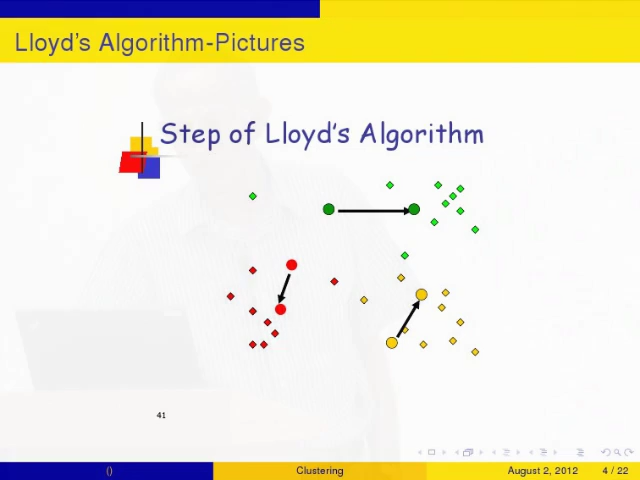 Lloyd's Algorithm-Pictures
Step of Lloyd's Algorithm
41
() Clustering August 2, 2012 4 / 22